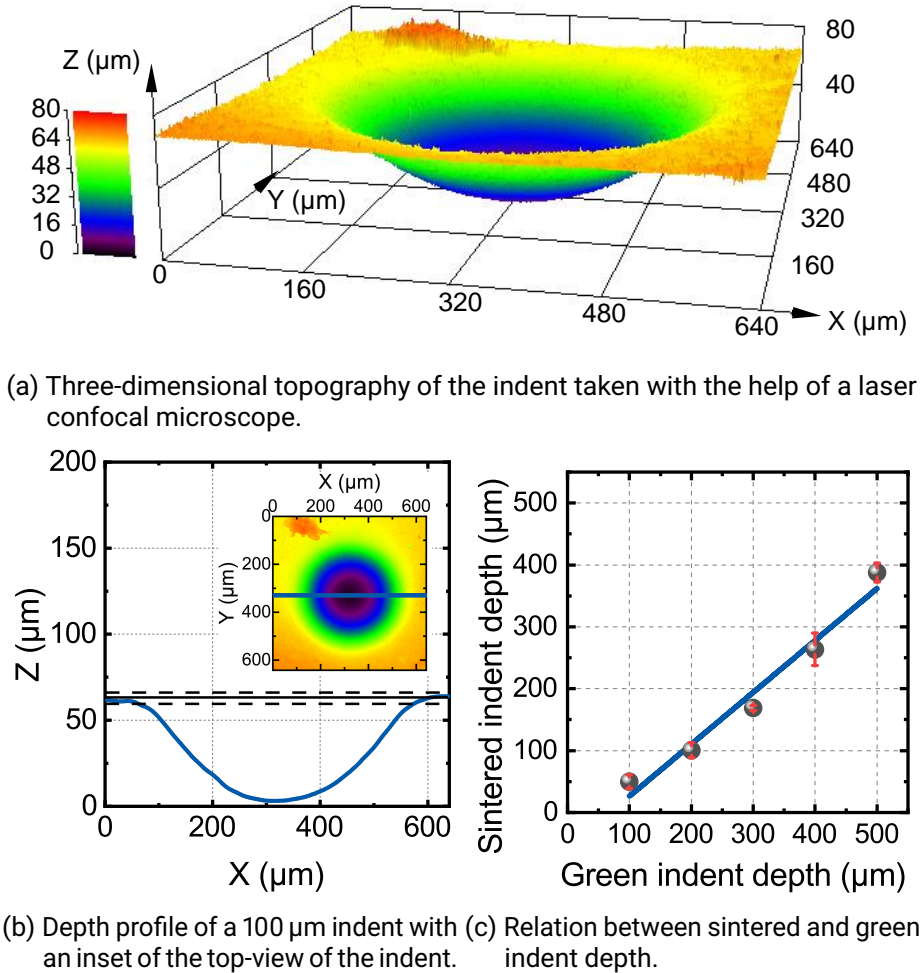 Z (µm)
80
64
48
32
16
0
80
40
640
480
320
160
Y (µm)
0
160
320
480
640
X (µm)
(a) Three-dimensional topography of the indent taken with the help of a laser
confocal microscope.
200
150
100
50
0
Z (µm)
0
200
400
600
X (µm)
X (µm)
0 200 400 600
0
200
400
600
Y (µm)
500
400
300
200
100
0
Sintered indent depth (µm)
0 100 200 300 400 500
Green indent depth (µm)
(b) Depth profile of a 100 µm indent with
an inset of the top-view of the indent.
(c) Relation between sintered and green
indent depth.